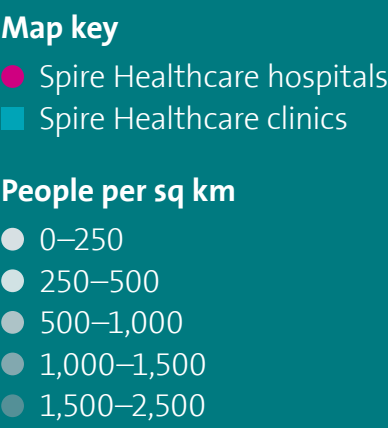 Map key
Spire Healthcare hospitals
Spire Healthcare clinics
People per sq km
0–250
250–500
500–1,000
1,000–1,500
1,500–2,500